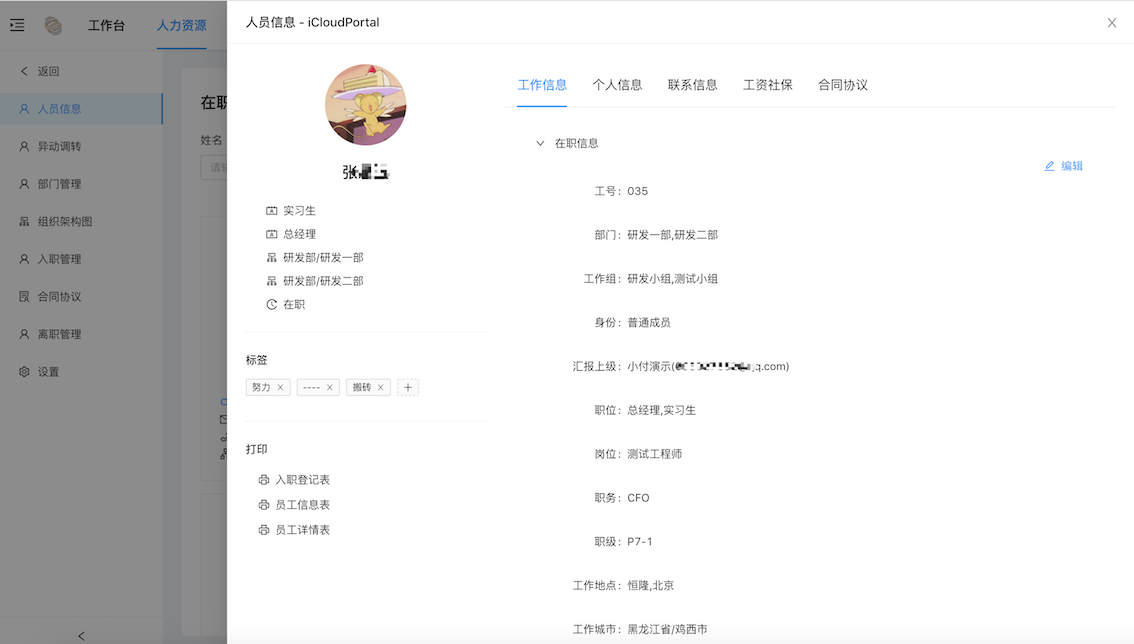 工作台 人力资源
人员信息 - iCloudPortal
返回
人员信息
异动调转
部门管理
组织架构图
入职管理
合同协议
离职管理
设置
在职
姓名
张
实习生
总经理
研发部/研发一部
研发部/研发二部
在职
标签
努力 × ---- × 搬砖 × +
打印
入职登记表
员工信息表
员工详情表
工作信息 个人信息 联系信息 工资社保 合同协议
在职信息
编辑
工号: 035
部门: 研发一部,研发二部
工作组: 研发小组,测试小组
身份: 普通成员
汇报上级: 小付演示( q.com)
职位: 总经理,实习生
岗位: 测试工程师
职务: CFO
职级: P7-1
工作地点: 恒隆,北京
工作城市: 黑龙江省/鸡西市